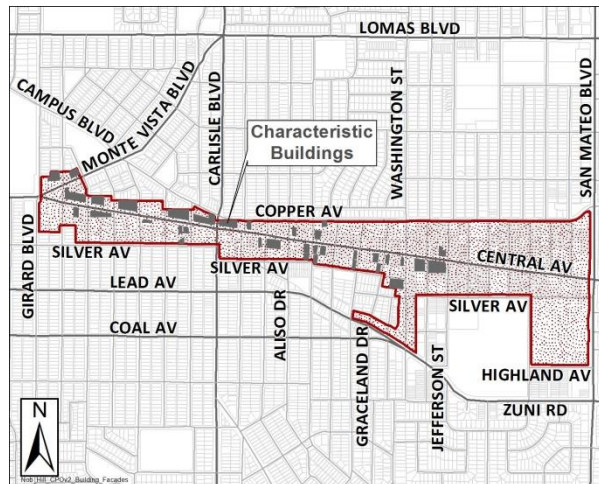 LOMAS BLVD
CAMPUS BLVD
MONTE VISTA BLVD
CARLISLE BLVD
WASHINGTON ST
SAN MATEO BLVD
Characteristic
Buildings
COPPER AV
GIRARD BLVD
SILVER AV
SILVER AV
CENTRAL AV
LEAD AV
SILVER AV
COAL AV
ALISO DR
GRACELAND DR
JEFFERSON ST
HIGHLAND AV
ZUNI RD
N
Nob_Hill_CPOv2_Building_Facades